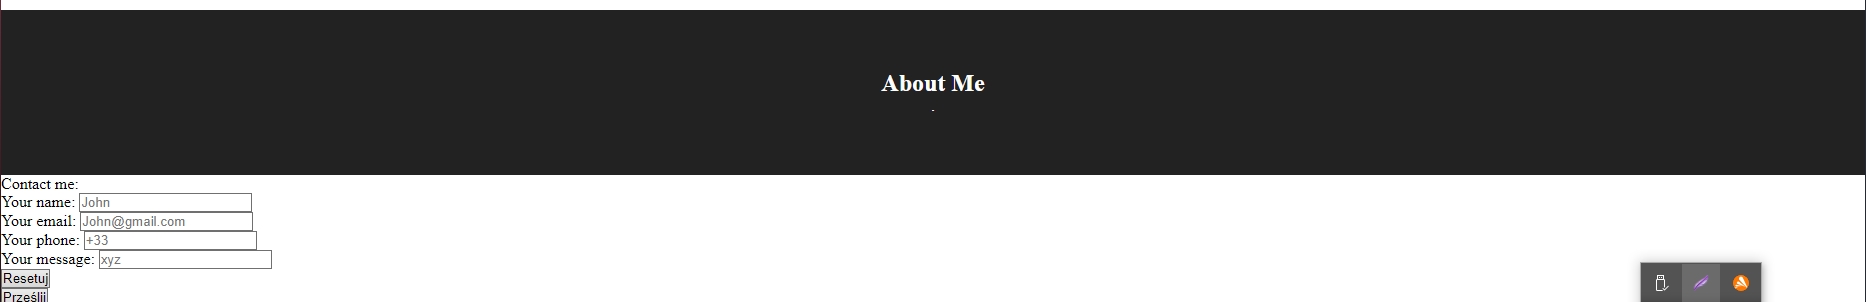 About Me
.
Contact me:
Your name: John
Your email: John@gmail.com
Your phone: +33
Your message: xyz
Resetuj
Prześlij